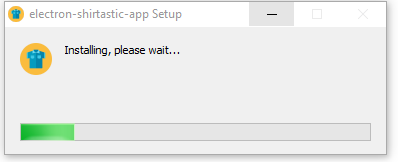 electron-shirtastic-app Setup
Installing, please wait...